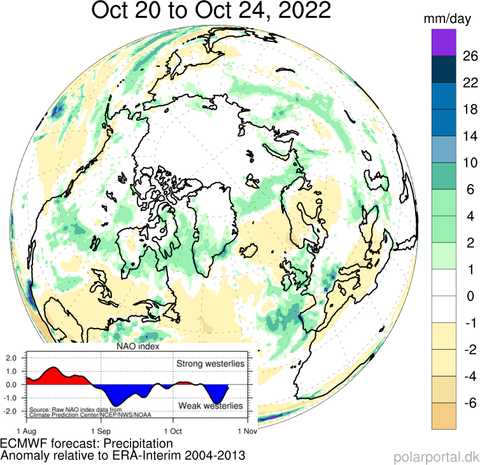 Oct 20 to Oct 24, 2022
mm/day
26
22
18
14
10
6
4
2
1
0
-1
-2
-4
-6
NAO index
2.0
1.0
0.0
-1.0
-2.0
Strong westerlies
Weak westerlies
Source: Raw NAO index data from
Climate Prediction Center/NCEP/NWS/NOAA
1 Aug 1 Sep 1 Oct 1 Nov
ECMWF forecast: Precipitation
Anomaly relative to ERA-Interim 2004-2013
polarportal.dk